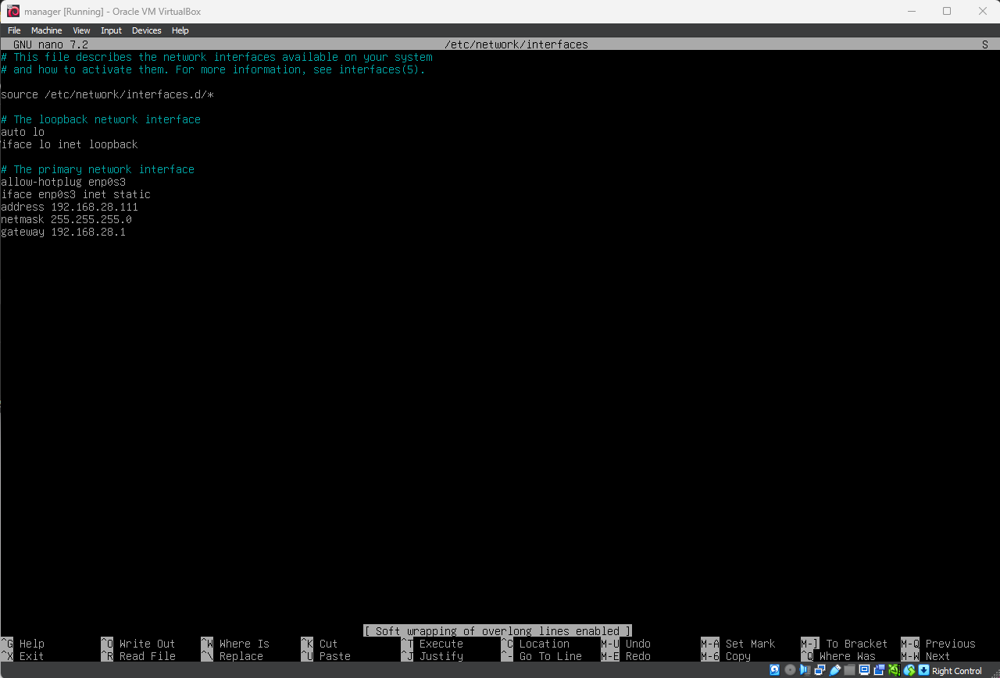 manager [Running] - Oracle VM VirtualBox
File Machine View Input Devices Help
GNU nano 7.2 /etc/network/interfaces S
# This file describes the network interfaces available on your system
# and how to activate them. For more information, see interfaces(5).
source /etc/network/interfaces.d/*
# The loopback network interface
auto lo
iface lo inet loopback
# The primary network interface
allow-hotplug enp0s3
iface enp0s3 inet static
address 192.168.28.111
netmask 255.255.255.0
gateway 192.168.28.1
[ Soft wrapping of overlong lines enabled ]
^G Help ^O Write Out ^W Where Is ^K Cut ^T Execute ^C Location M-U Undo M-A Set Mark M-] To Bracket M-Q Previous
^X Exit ^R Read File ^\ Replace ^U Paste ^J Justify ^- Go To Line M-E Redo M-6 Copy ^Q Where Was M-W Next
Right Control